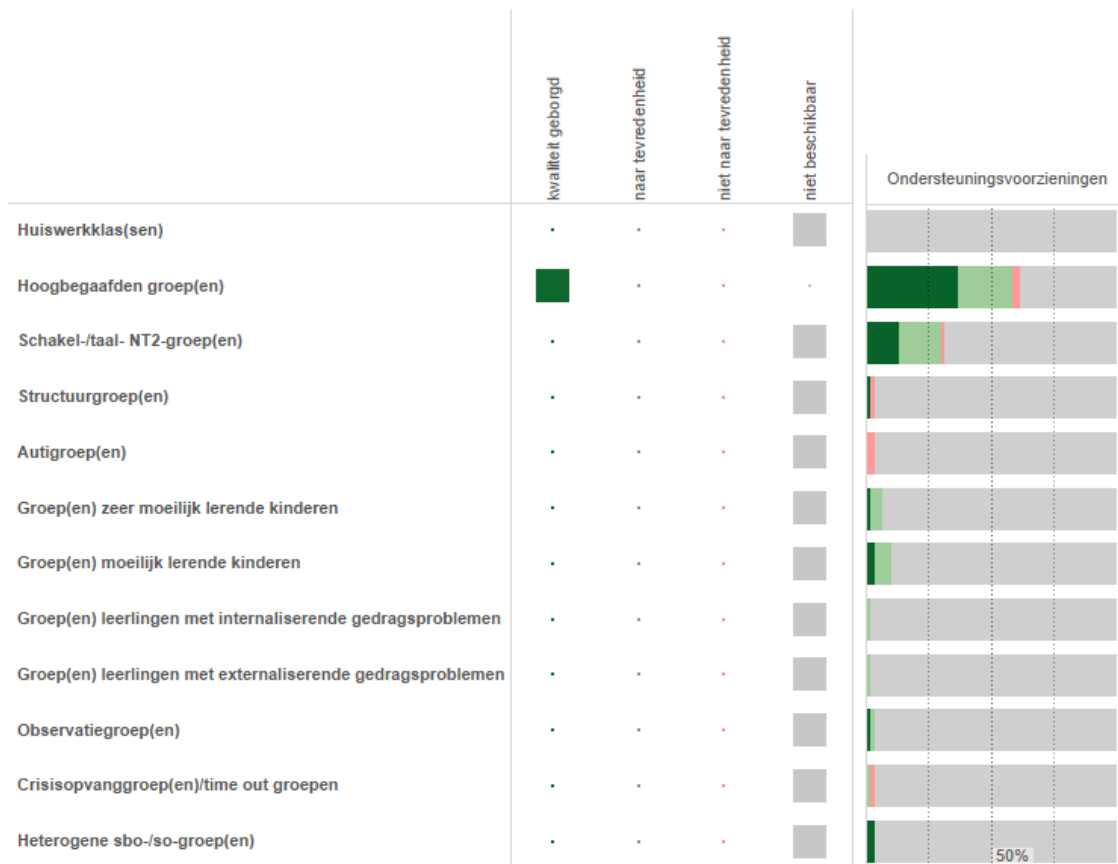 kwaliteit geborgd
naar tevredenheid
niet naar tevredenheid
niet beschikbaar
Ondersteuningsvoorzieningen
Huiswerkklas(sen)
Hoogbegaafden groep(en)
Schakel-/taal- NT2-groep(en)
Structuurgroep(en)
Autigroep(en)
Groep(en) zeer moeilijk lerende kinderen
Groep(en) moeilijk lerende kinderen
Groep(en) leerlingen met internaliserende gedragsproblemen
Groep(en) leerlingen met externaliserende gedragsproblemen
Observatiegroep(en)
Crisisopvanggroep(en)/time out groepen
Heterogene sbo-/so-groep(en)
50%